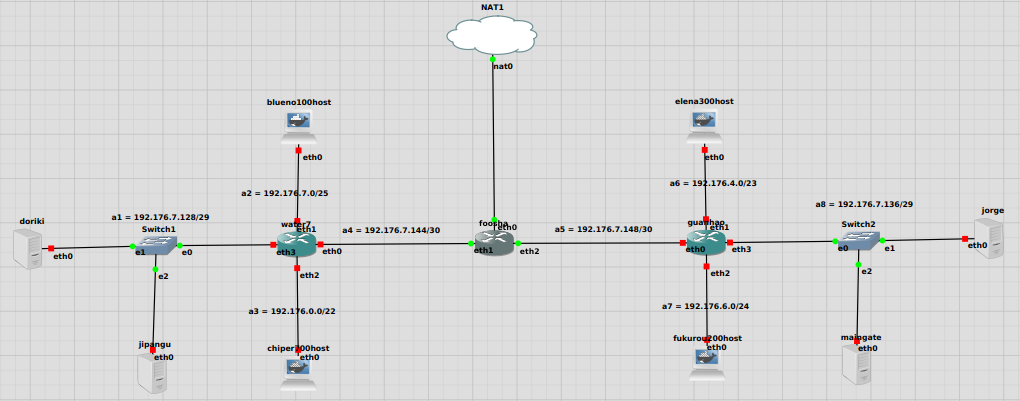 NAT1
nat0
blueno100host
eth0
elena300host
eth0
a2 = 192.176.7.0/25
a6 = 192.176.4.0/23
a8 = 192.176.7.136/29
jorge
doriki
a1 = 192.176.7.128/29
Switch1
water7
eth1
a4 = 192.176.7.144/30
foosha
eth0
a5 = 192.176.7.148/30
guanhao
eth1
Switch2
eth0
e1
e0
eth3
eth0
eth1
eth2
eth0
eth3
e0
e1
eth0
e2
eth2
eth2
e2
a3 = 192.176.0.0/22
a7 = 192.176.6.0/24
jipangu
eth0
chiper700host
eth0
fukurou200host
eth0
maingate
eth0